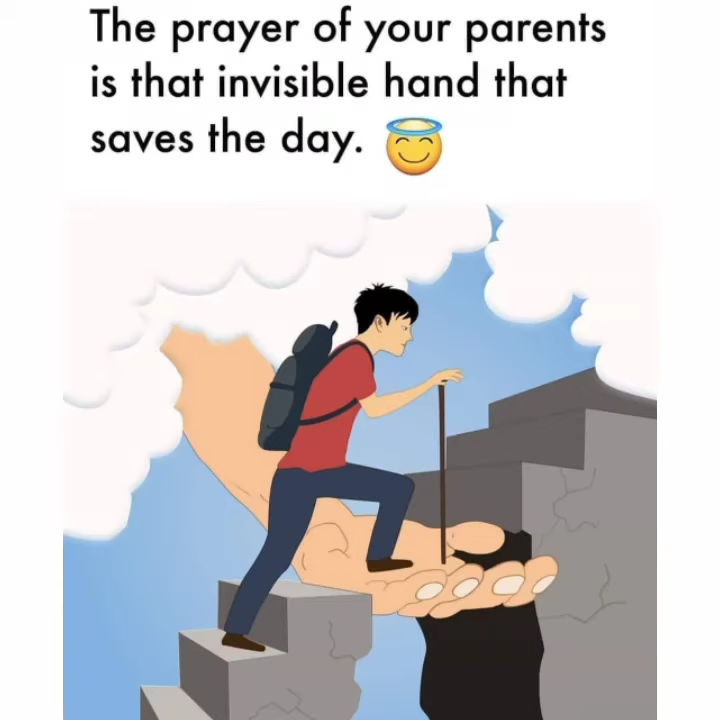 The prayer of your parents
is that invisible hand that
saves the day. 😇